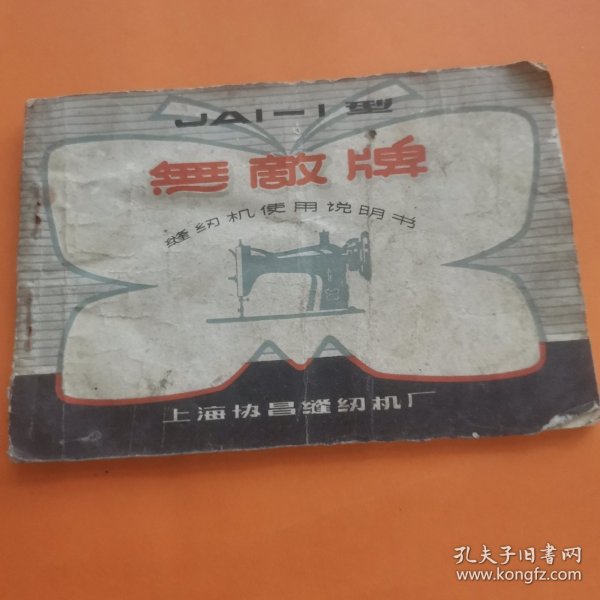 JA1-1型
無敵牌
缝纫机使用说明书
上海协昌缝纫机厂
孔夫子旧书网
www.kongfz.com